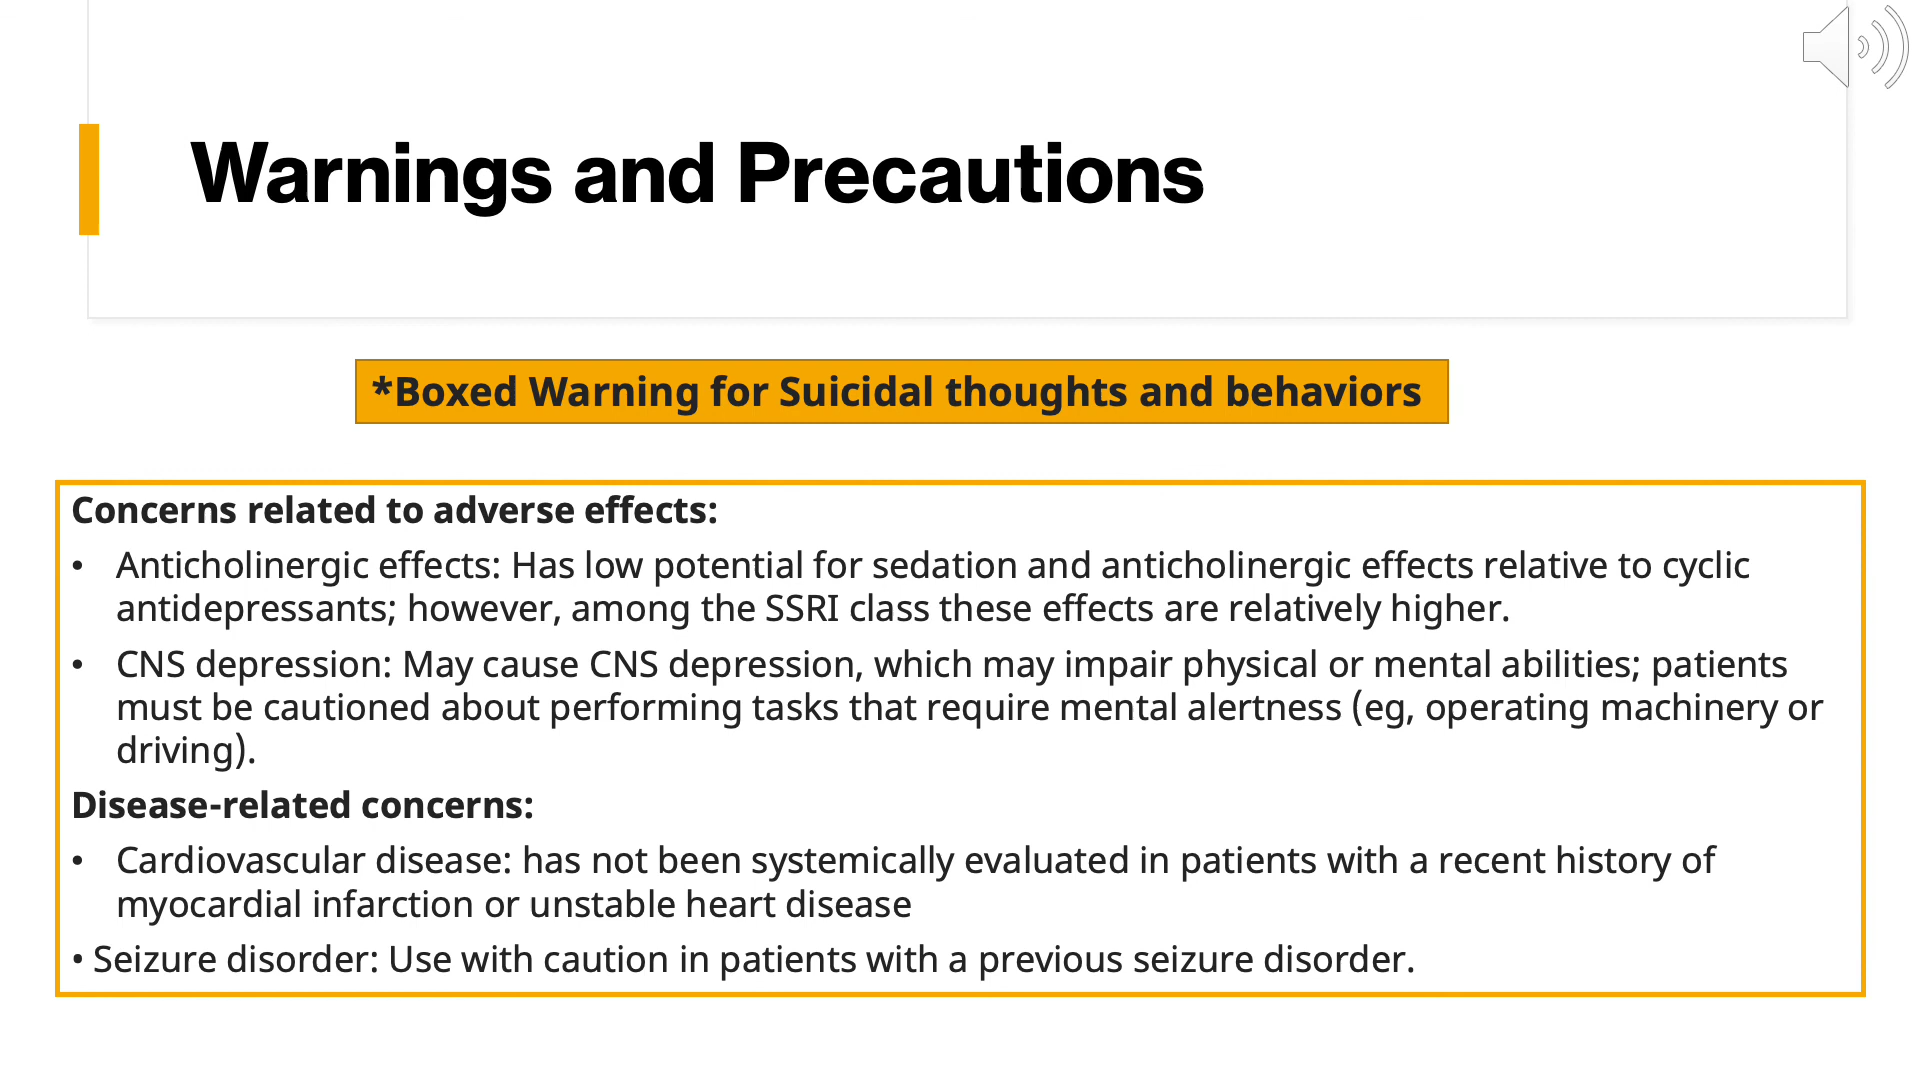 Warnings and Precautions
*Boxed Warning for Suicidal thoughts and behaviors
Concerns related to adverse effects:
• Anticholinergic effects: Has low potential for sedation and anticholinergic effects relative to cyclic
antidepressants; however, among the SSRI class these effects are relatively higher.
• CNS depression: May cause CNS depression, which may impair physical or mental abilities; patients
must be cautioned about performing tasks that require mental alertness (eg, operating machinery or
driving).
Disease-related concerns:
• Cardiovascular disease: has not been systemically evaluated in patients with a recent history of
myocardial infarction or unstable heart disease
• Seizure disorder: Use with caution in patients with a previous seizure disorder.